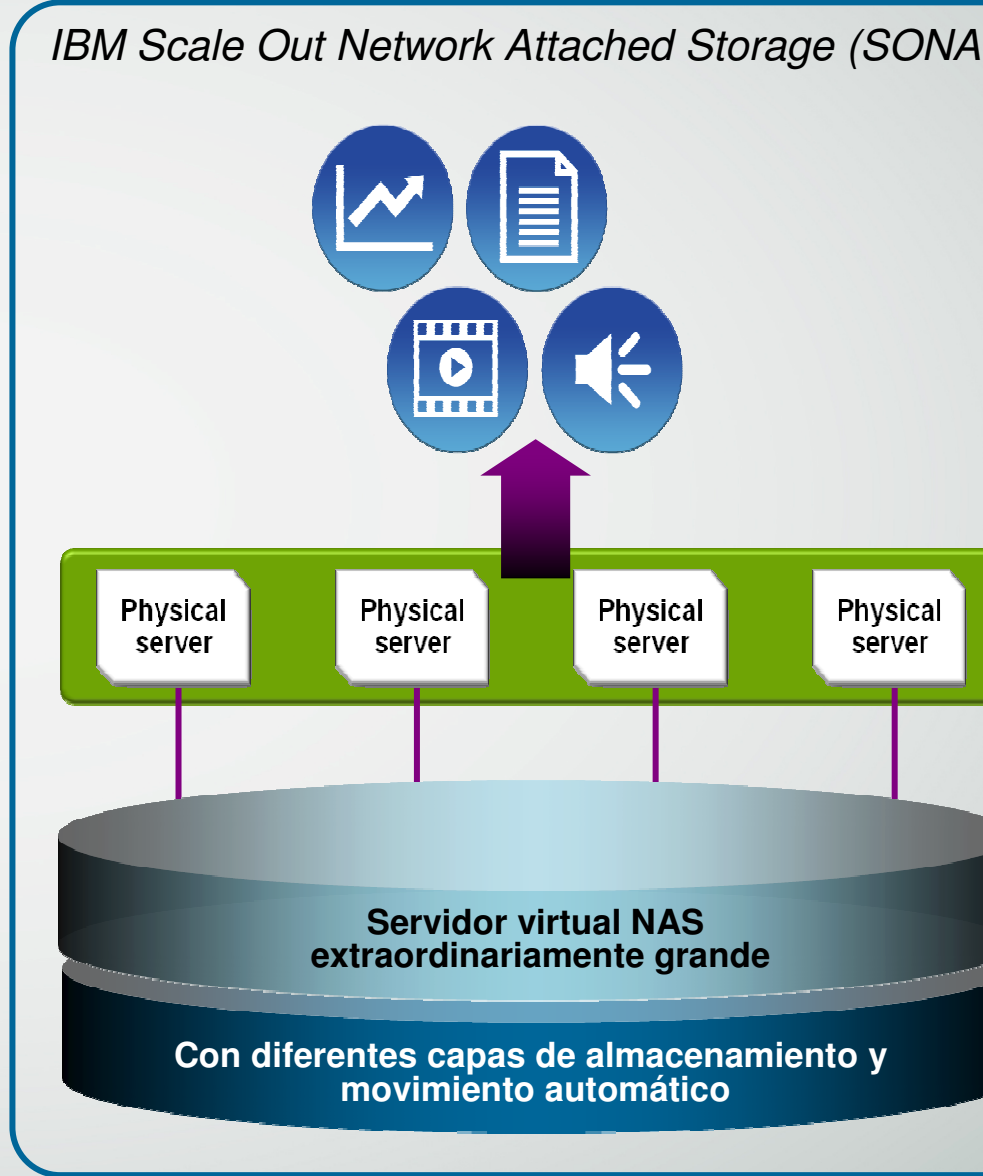 IBM Scale Out Network Attached Storage (SONA
Physical
server
Physical
server
Physical
server
Physical
server
Servidor virtual NAS
extraordinariamente grande
Con diferentes capas de almacenamiento y
movimiento automático